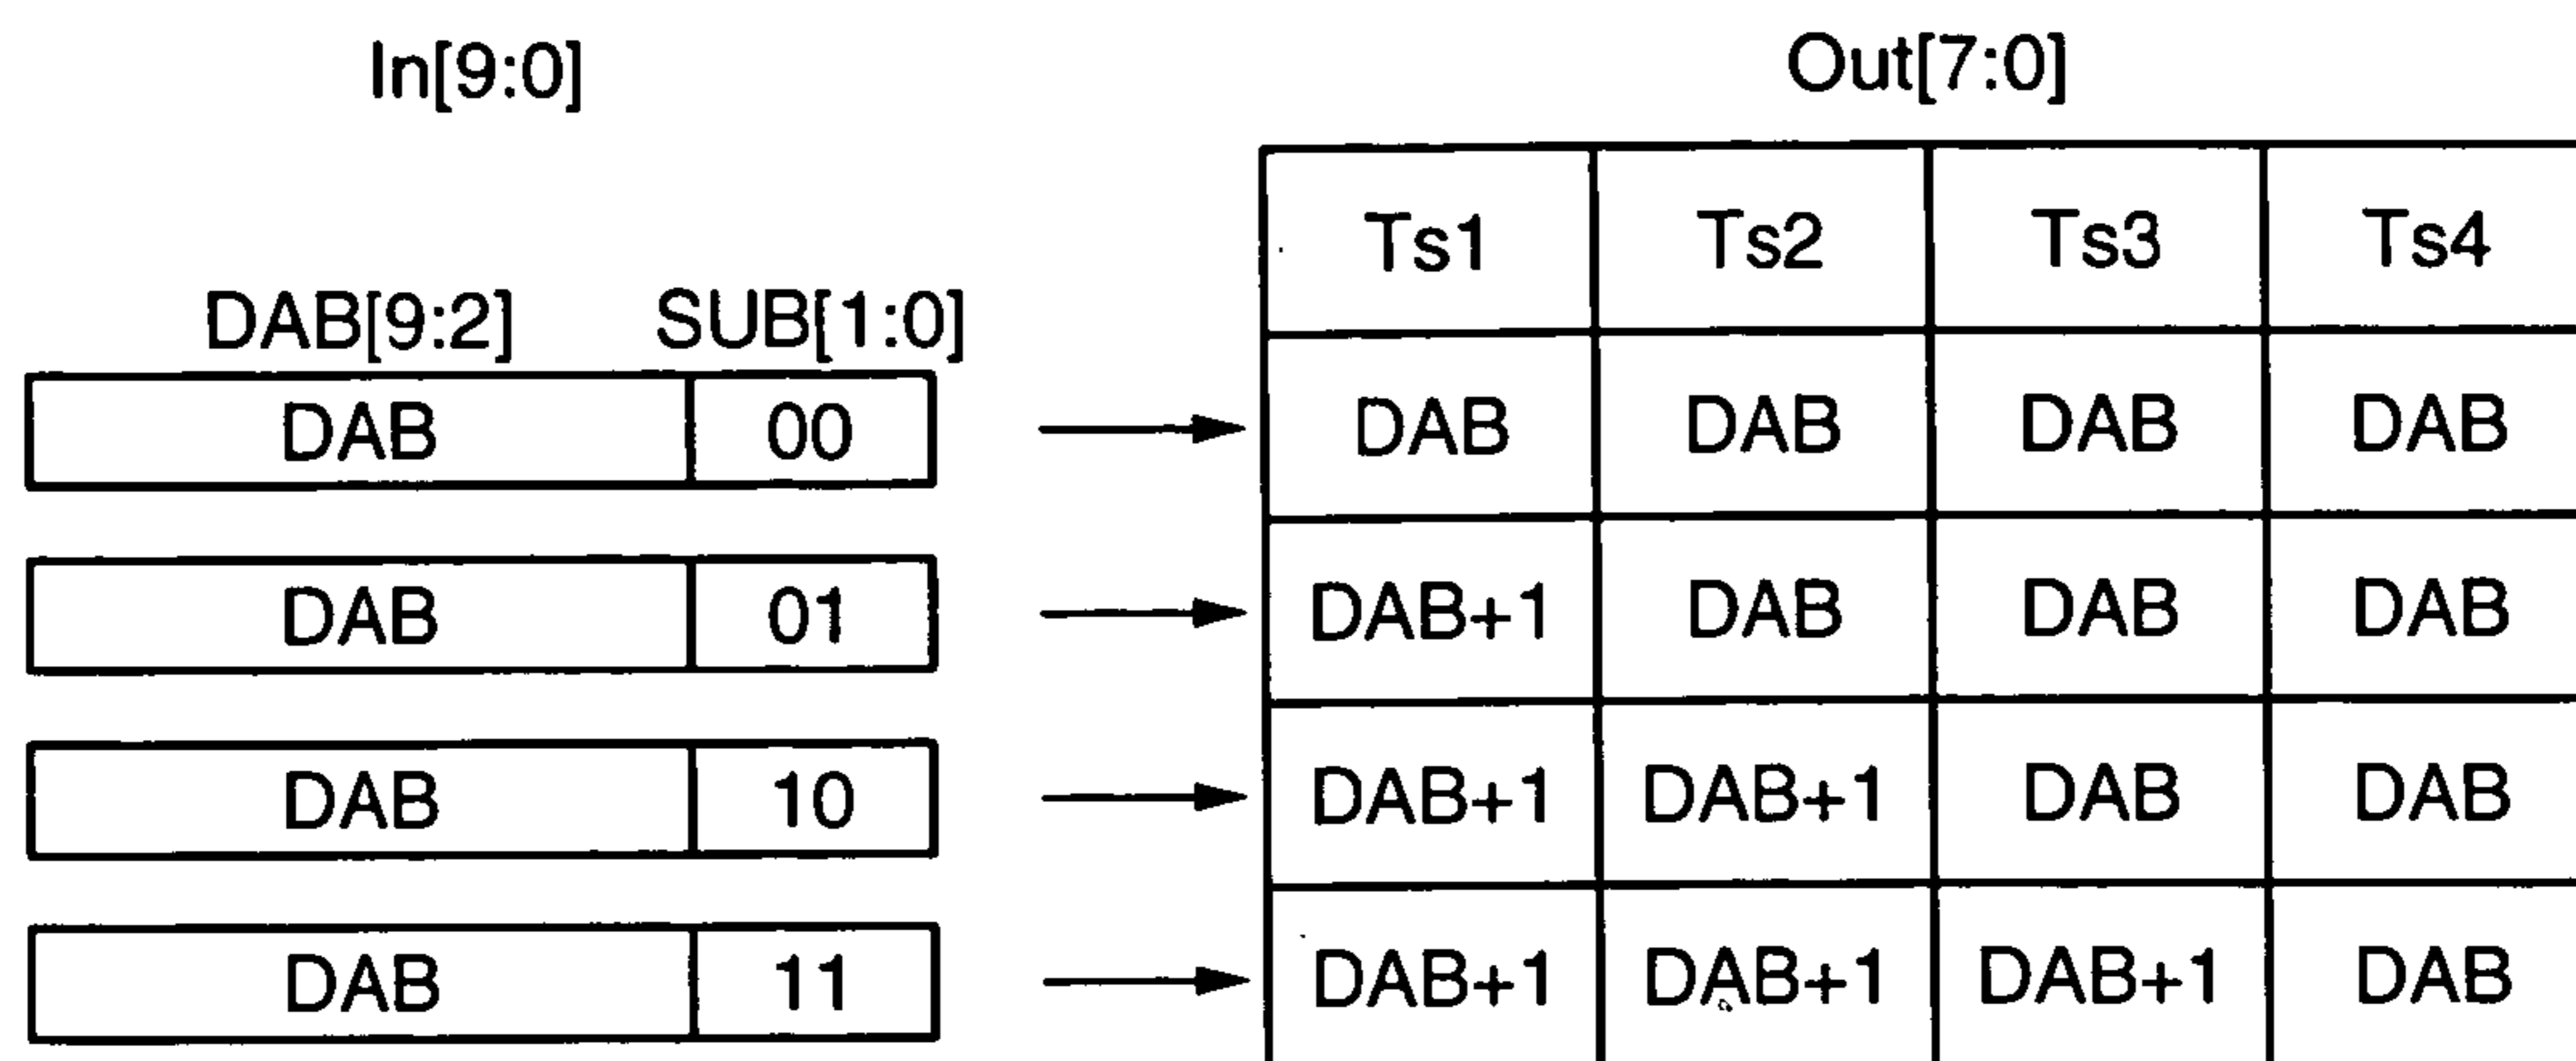 In[9:0] Out[7:0]
Ts1 Ts2 Ts3 Ts4
DAB[9:2] SUB[1:0]
DAB 00 DAB DAB DAB DAB
DAB 01 DAB+1 DAB DAB DAB
DAB 10 DAB+1 DAB+1 DAB DAB
DAB 11 DAB+1 DAB+1 DAB+1 DAB